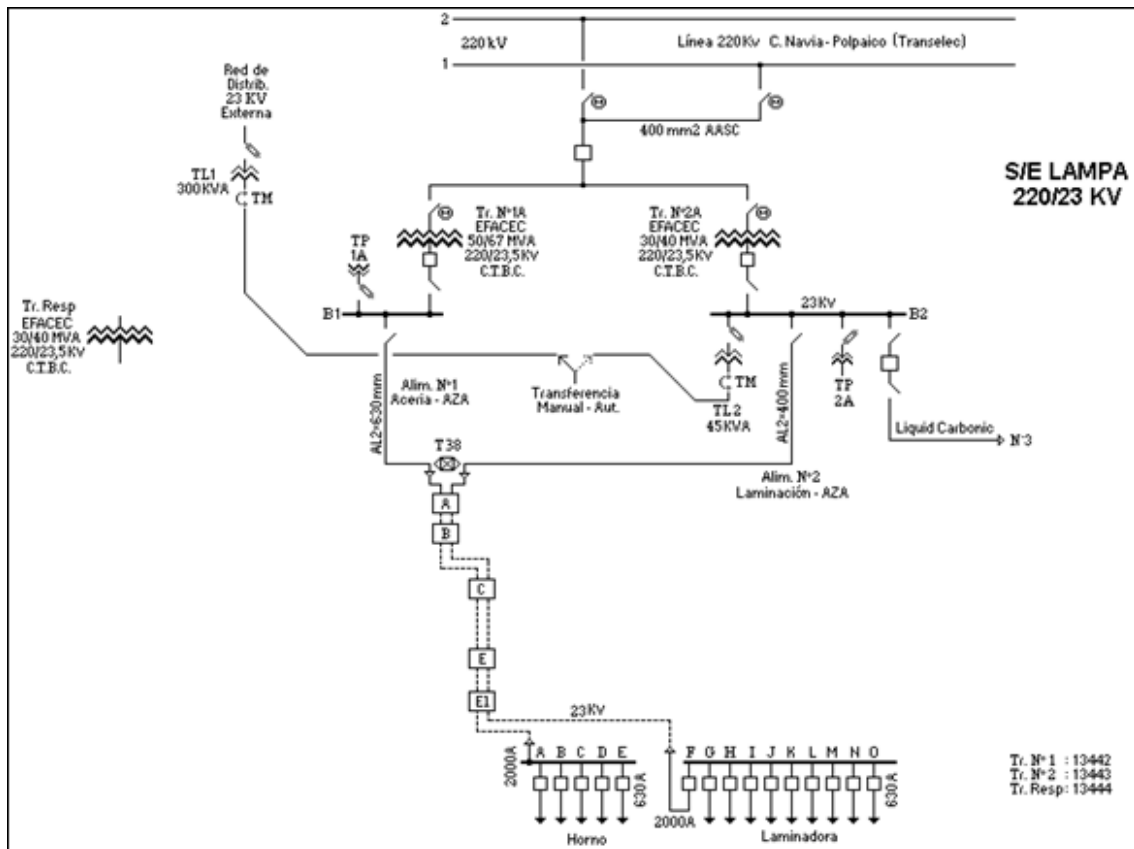 2
220 kV
Línea 220Kv C. Navia - Polpaico (Transelec)
1
Red de
Distrib.
23 KV
Externa
400 mm2 AASC
S/E LAMPA
220/23 KV
TL1
300KVA
TM
Tr. Nº1A
EFACEC
50/67 MVA
220/23,5KV
C.T.B.C.
Tr. Nº2A
EFACEC
30/40 MVA
220/23,5KV
C.T.B.C.
TP
1A
Tr. Resp
EFACEC
30/40 MVA
220/23,5KV
C.T.B.C.
B1
23Kv
B2
AL2=630mm
Alim. Nº1
Aceria - AZA
Transferencia
Manual - Aut.
TM
TL2
45KVA
AL2=400mm
TP
2A
Liquid Carbonic
Nº3
T38
Alim. Nº2
Laminación - AZA
A
B
C
E
E1
23Kv
2000A
A B C D E
630A
Horno
2000A
F G H I J K L M N O
630A
Laminadora
Tr. Nº 1 : 13442
Tr. Nº 2 : 13443
Tr. Resp: 13444